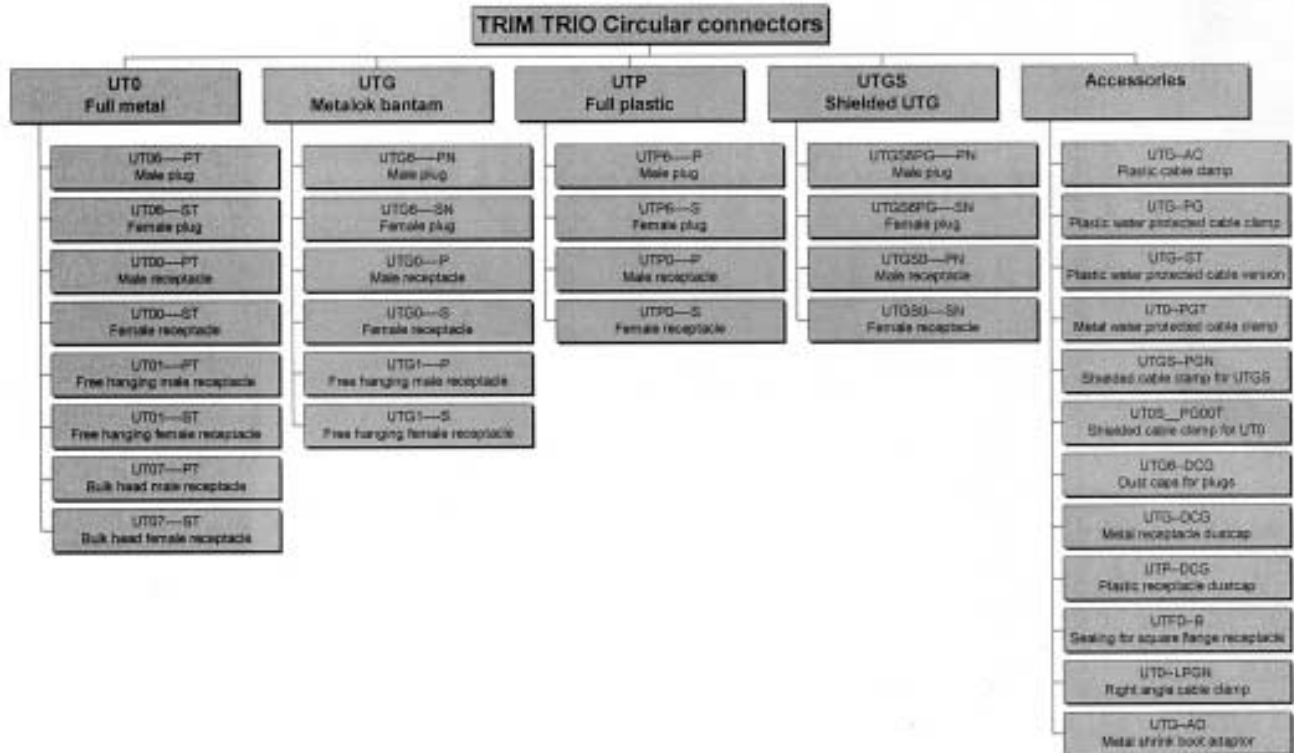 TRIM TRIO Circular connectors
UT0
Full metal
UT06----PT
Male plug
UT06---ST
Female plug
UT00---PT
Male receptacle
UT00---ST
Female receptacle
UT01---PT
Free hanging male receptacle
UT01---ST
Free hanging female receptacle
UT07---PT
Bulk head male receptacle
UT07---ST
Bulk head female receptacle
UTG
Metalok bantam
UTG6----PN
Male plug
UTG6---SN
Female plug
UTG0---P
Male receptacle
UTG0---S
Female receptacle
UTG1---P
Free hanging male receptacle
UTG1---S
Free hanging female receptacle
UTP
Full plastic
UTP6----P
Male plug
UTP6---S
Female plug
UTP0---P
Male receptacle
UTP0---S
Female receptacle
UTGS
Shielded UTG
UTGS6PG----PN
Male plug
UTGS6PG---SN
Female plug
UTGS0---PN
Male receptacle
UTGS0---SN
Female receptacle
Accessories
UTG--AC
Plastic cable clamp
UTG--PG
Plastic water protected cable clamp
UTG--ST
Plastic water protected cable version
UT0--PGT
Metal water protected cable clamp
UTGS--PGN
Shielded cable clamp for UTGS
UT0S__PG00T
Shielded cable clamp for UT0
UTG6--DCG
Dust caps for plugs
UTG--DCG
Metal receptacle dustcap
UTP--DCG
Plastic receptacle dustcap
UTFD--B
Sealing for square flange receptacle
UT0--LPGN
Right angle cable clamp
UTG--AD
Metal shrink boot adaptor